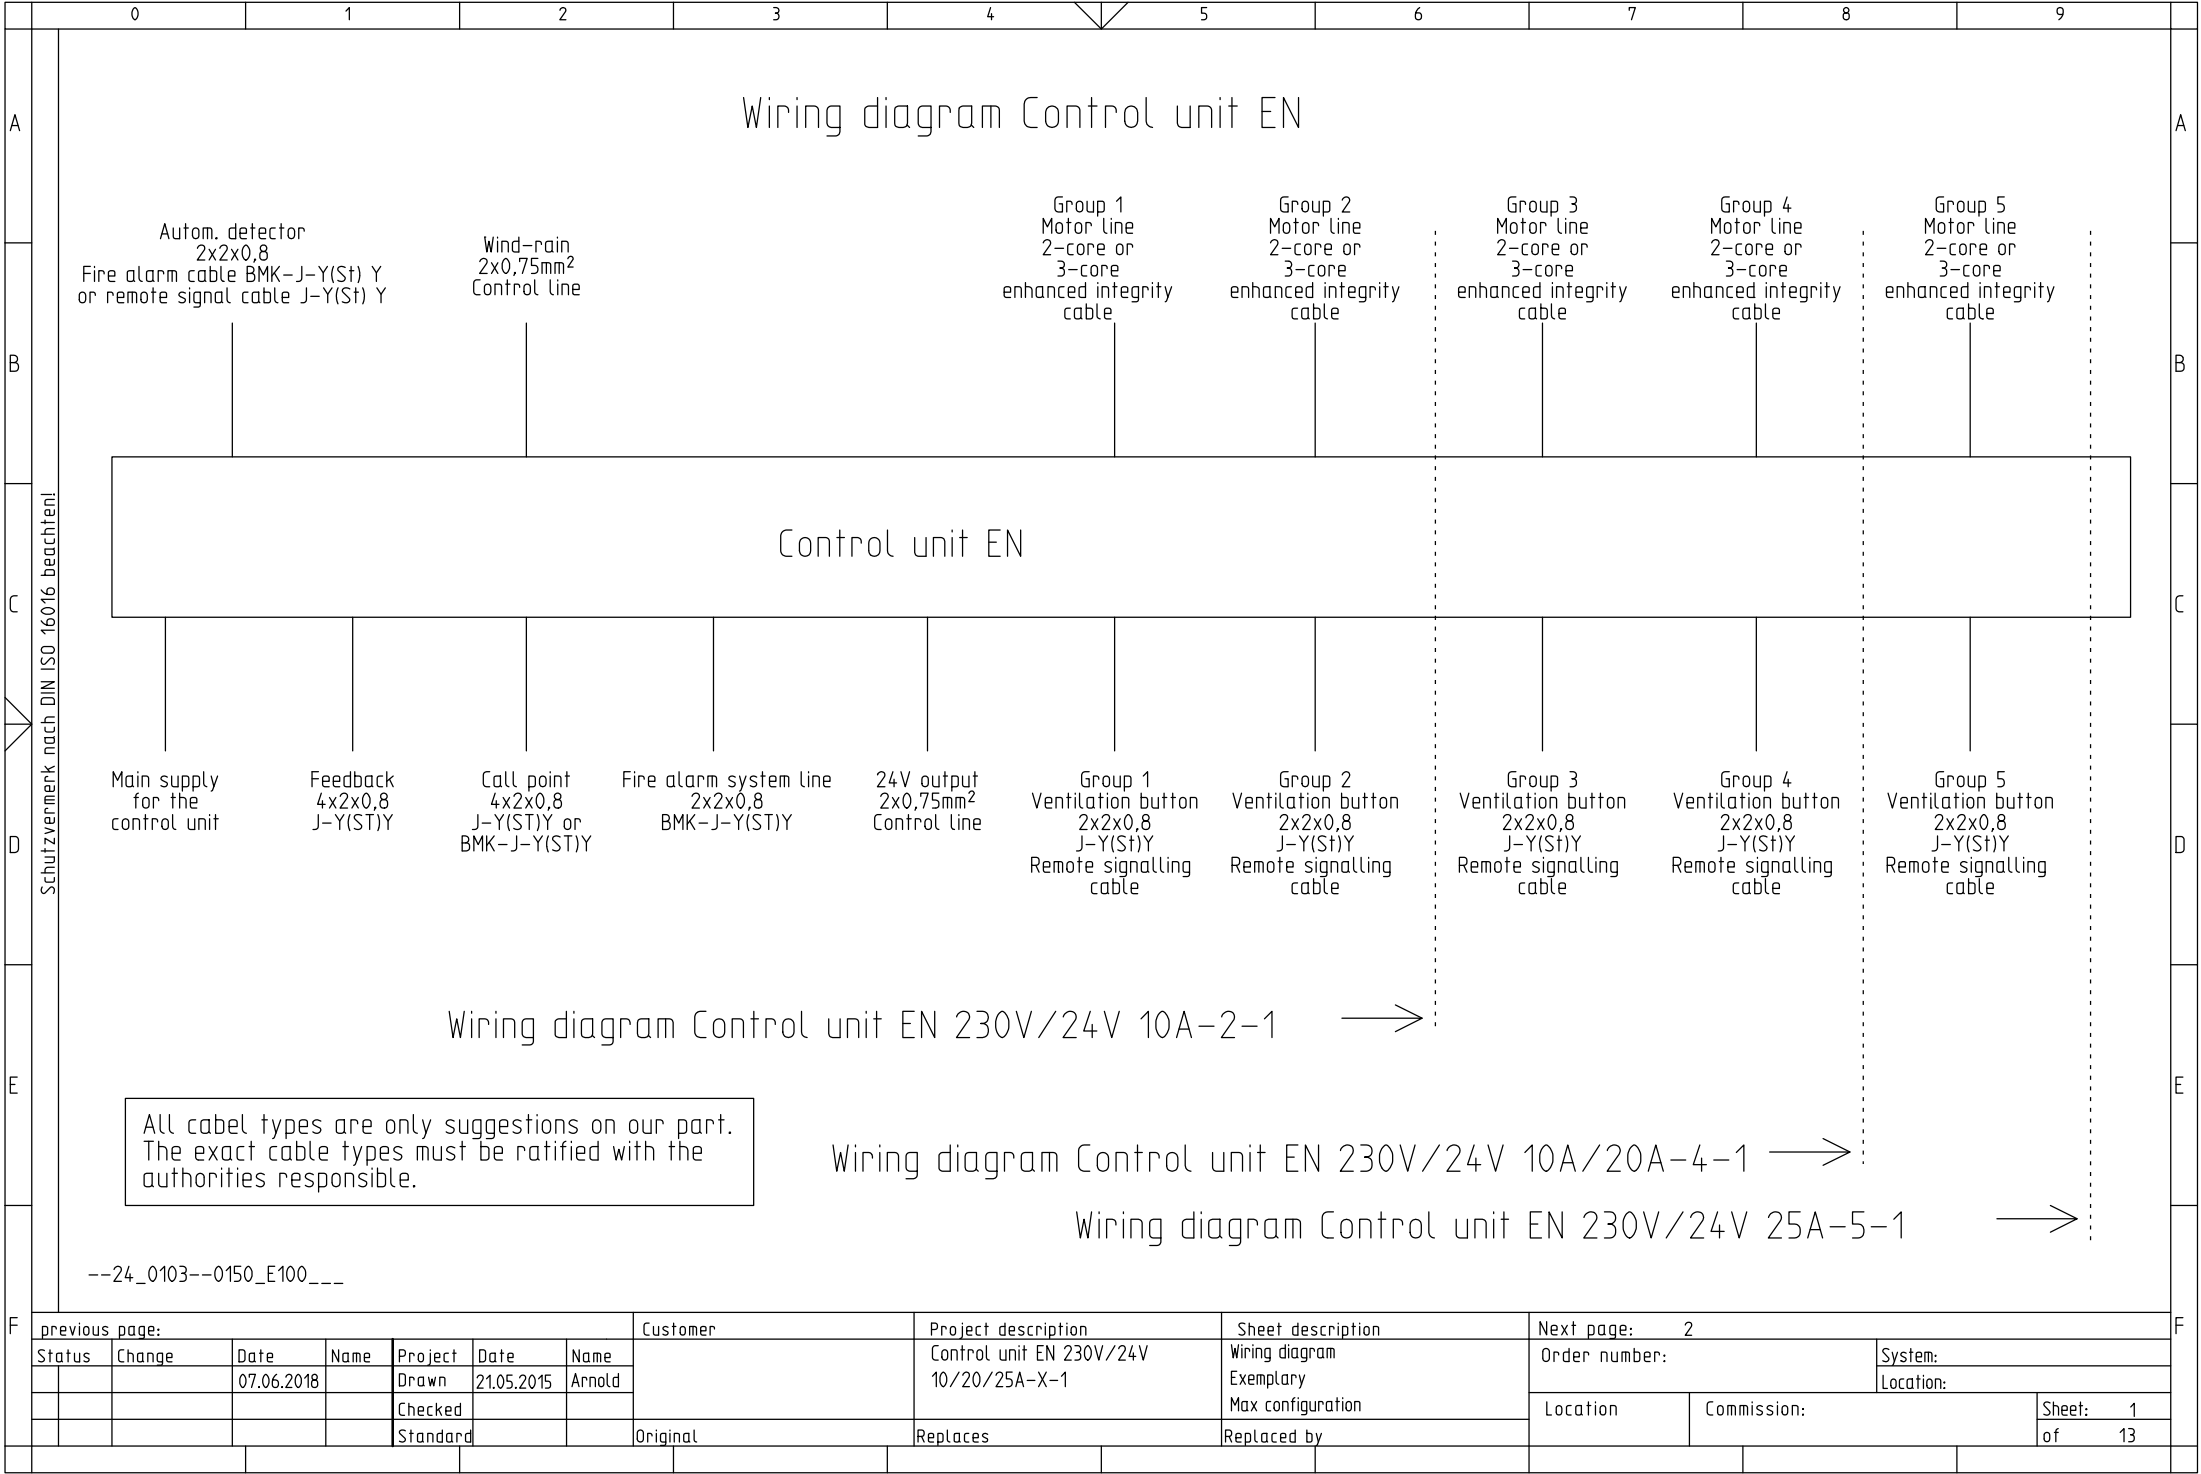 0 1 2 3 4 5 6 7 8 9
A A
B B
C C
D D
E E
F F
Schutzvermerk nach DIN ISO 16016 beachten!
Wiring diagram Control unit EN
Autom. detector
2x2x0,8
Fire alarm cable BMK-J-Y(St) Y
or remote signal cable J-Y(St) Y
Wind-rain
2x0,75mm²
Control line
Group 1
Motor line
2-core or
3-core
enhanced integrity
cable
Group 2
Motor line
2-core or
3-core
enhanced integrity
cable
Group 3
Motor line
2-core or
3-core
enhanced integrity
cable
Group 4
Motor line
2-core or
3-core
enhanced integrity
cable
Group 5
Motor line
2-core or
3-core
enhanced integrity
cable
Control unit EN
Main supply
for the
control unit
Feedback
4x2x0,8
J-Y(ST)Y
Call point
4x2x0,8
J-Y(ST)Y or
BMK-J-Y(ST)Y
Fire alarm system line
2x2x0,8
BMK-J-Y(ST)Y
24V output
2x0,75mm²
Control line
Group 1
Ventilation button
2x2x0,8
J-Y(St)Y
Remote signalling
cable
Group 2
Ventilation button
2x2x0,8
J-Y(St)Y
Remote signalling
cable
Group 3
Ventilation button
2x2x0,8
J-Y(St)Y
Remote signalling
cable
Group 4
Ventilation button
2x2x0,8
J-Y(St)Y
Remote signalling
cable
Group 5
Ventilation button
2x2x0,8
J-Y(St)Y
Remote signalling
cable
Wiring diagram Control unit EN 230V/24V 10A-2-1
All cabel types are only suggestions on our part.
The exact cable types must be ratified with the
authorities responsible.
Wiring diagram Control unit EN 230V/24V 10A/20A-4-1
Wiring diagram Control unit EN 230V/24V 25A-5-1
--24_0103--0150_E100___
previous page:
Status Change Date Name Project Date Name
07.06.2018 Drawn 21.05.2015 Arnold
Checked
Standard
Customer
Original
Project description
Control unit EN 230V/24V
10/20/25A-X-1
Replaces
Sheet description
Wiring diagram
Exemplary
Max configuration
Replaced by
Next page: 2
Order number:
System:
Location:
Location
Commission:
Sheet: 1
of 13